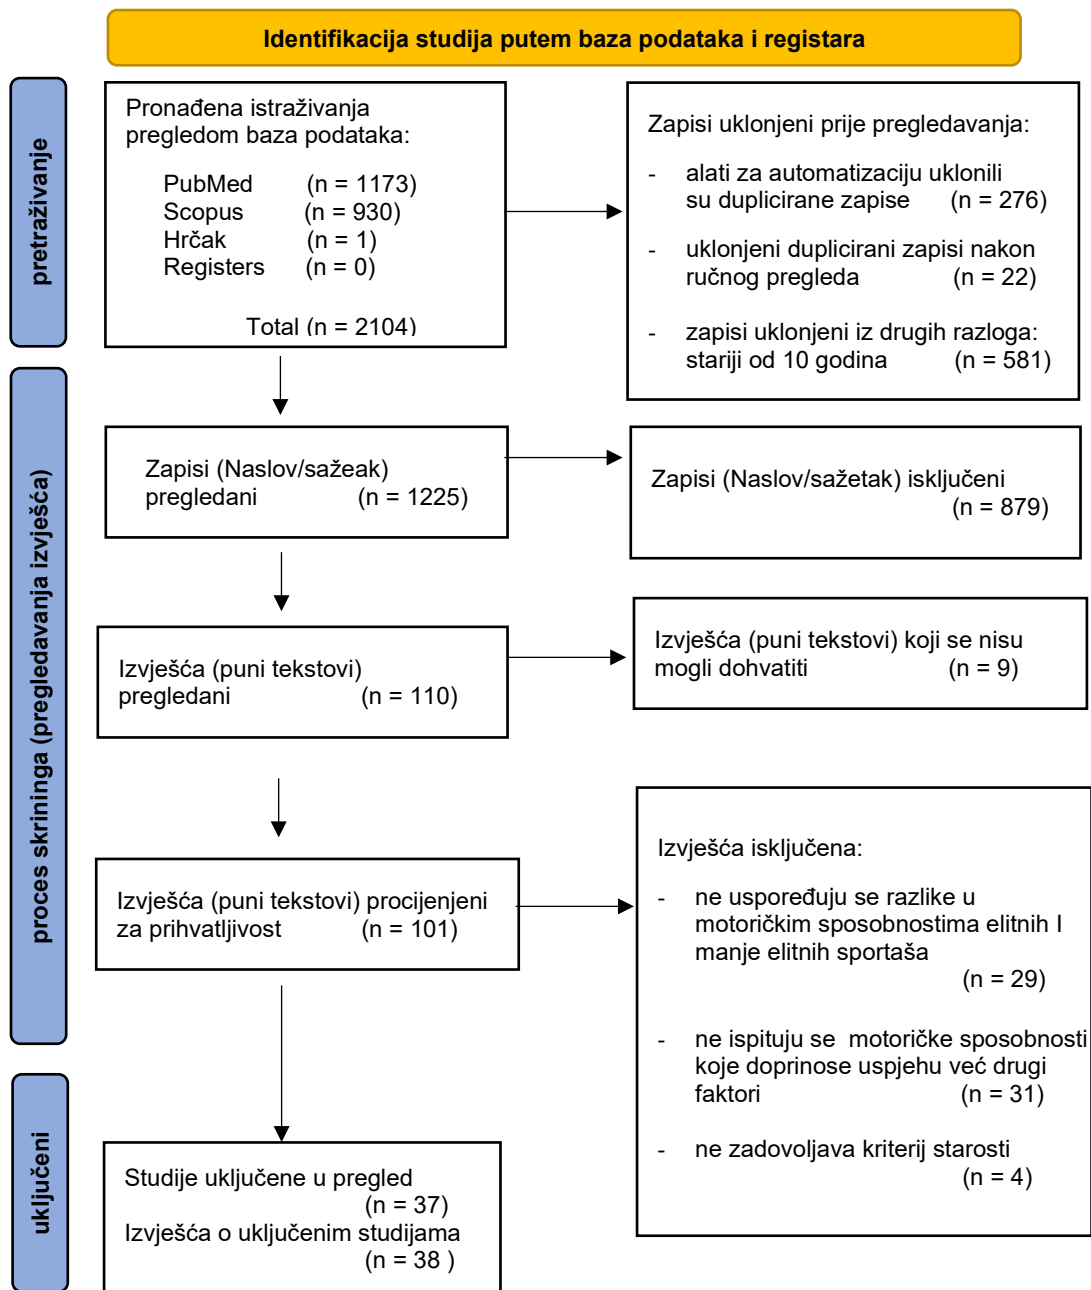 Identifikacija studija putem baza podataka i registara
pretraživanje
Pronađena istraživanja
pregledom baza podataka:
PubMed (n = 1173)
Scopus (n = 930)
Hrčak (n = 1)
Registers (n = 0)
Total (n = 2104)
Zapisi uklonjeni prije pregledavanja:
- alati za automatizaciju uklonili
su duplicirane zapise (n = 276)
- uklonjeni duplicirani zapisi nakon
ručnog pregleda (n = 22)
- zapisi uklonjeni iz drugih razloga:
stariji od 10 godina (n = 581)
proces skrininga (pregledavanja izvješća)
Zapisi (Naslov/sažeak)
pregledani (n = 1225)
Zapisi (Naslov/sažetak) isključeni
(n = 879)
Izvješća (puni tekstovi)
pregledani (n = 110)
Izvješća (puni tekstovi) koji se nisu
mogli dohvatiti (n = 9)
Izvješća (puni tekstovi) procijenjeni
za prihvatljivost (n = 101)
Izvješća isključena:
- ne uspoređuju se razlike u
motoričkim sposobnostima elitnih I
manje elitnih sportaša
(n = 29)
- ne ispituju se motoričke sposobnosti
koje doprinose uspjehu već drugi
faktori (n = 31)
- ne zadovoljava kriterij starosti
(n = 4)
uključeni
Studije uključene u pregled
(n = 37)
Izvješća o uključenim studijama
(n = 38 )